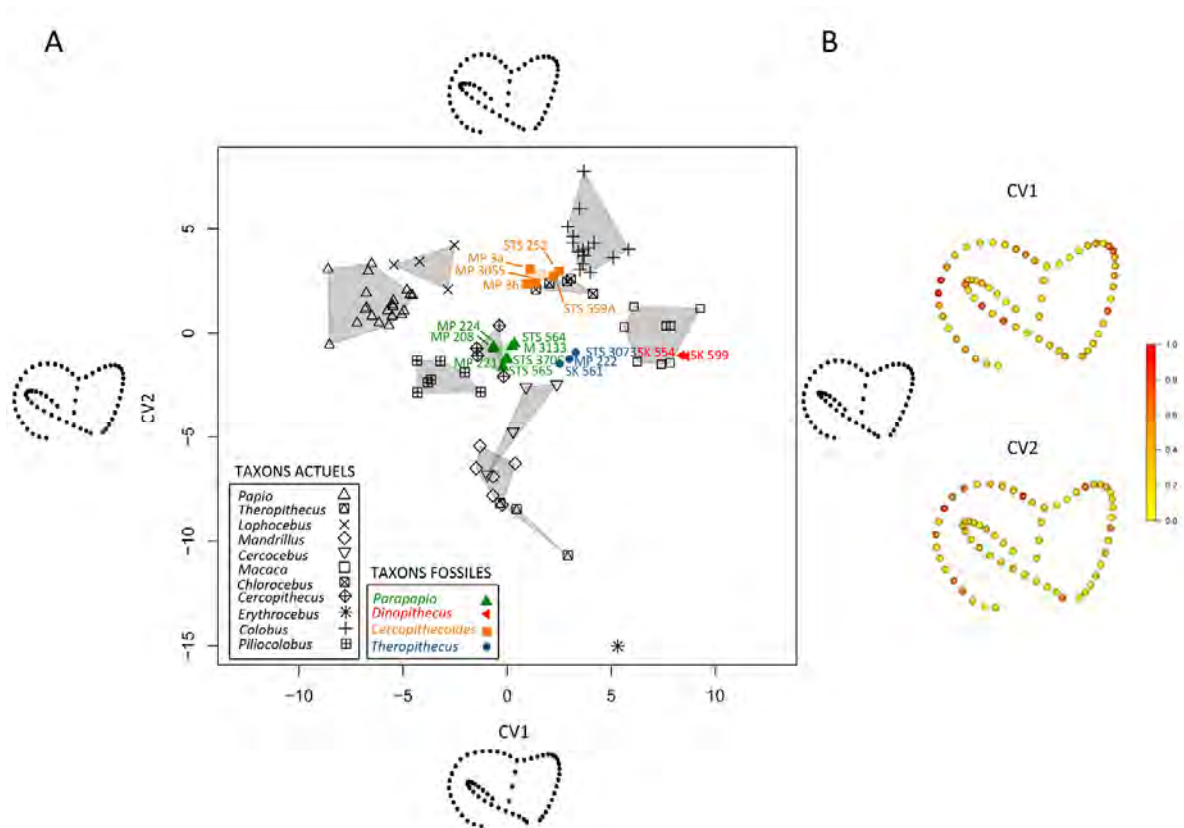 A
B
5
0
−5
−10
−15
CV2
−10
−5
0
5
10
CV1
STS 252
MP 3a
MP 3055
MP 36
STS 559A
MP 224
MP 208
STS 564
M 3133
MP 221
STS 370
STS 565
STS 3073
MP 222
SK 561
SK 554
SK 599
TAXONS ACTUELS
Papio
Theropithecus
Lophocebus
Mandrillus
Cercocebus
Macaca
Chlorocebus
Cercopithecus
Erythrocebus
Colobus
Piliocolobus
TAXONS FOSSILES
Parapapio
Dinopithecus
Cercopithecoides
Theropithecus
CV1
CV2
1.0
0.8
0.6
0.4
0.2
0.0